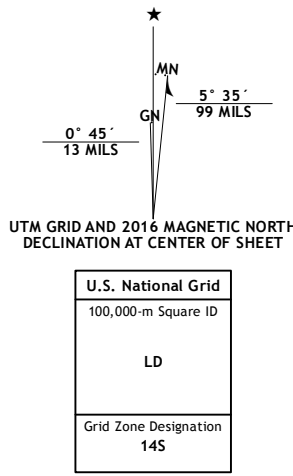 ★
MN
GN
5° 35´
99 MILS
0° 45´
13 MILS
UTM GRID AND 2016 MAGNETIC NORTH
DECLINATION AT CENTER OF SHEET
U.S. National Grid
100,000-m Square ID
LD
Grid Zone Designation
14S